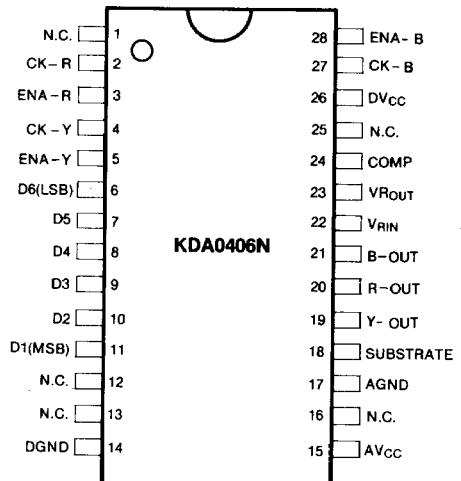 N.C. 1
CK-R 2
ENA-R 3
CK-Y 4
ENA-Y 5
D6(LSB) 6
D5 7
D4 8
D3 9
D2 10
D1(MSB) 11
N.C. 12
N.C. 13
DGND 14
KDA0406N
28 ENA-B
27 CK-B
26 DVCC
25 N.C.
24 COMP
23 VROUT
22 VRIN
21 B-OUT
20 R-OUT
19 Y-OUT
18 SUBSTRATE
17 AGND
16 N.C.
15 AVCC